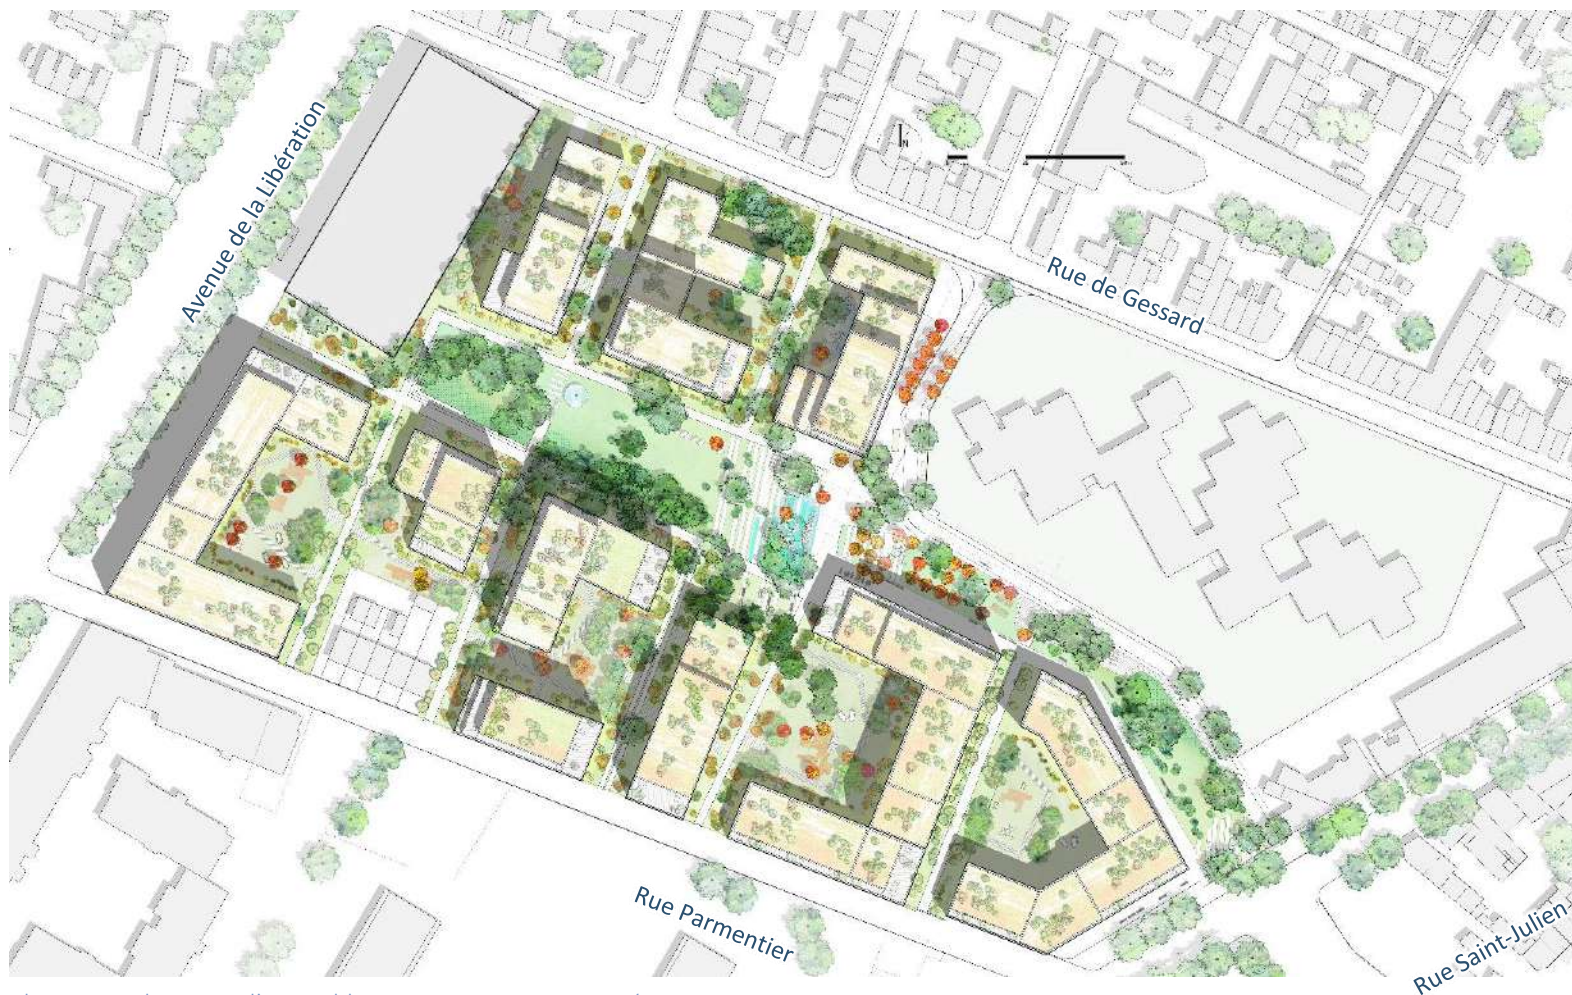 Avenue de la Libération
N
Rue de Gessard
Rue Parmentier
Rue Saint-Julien